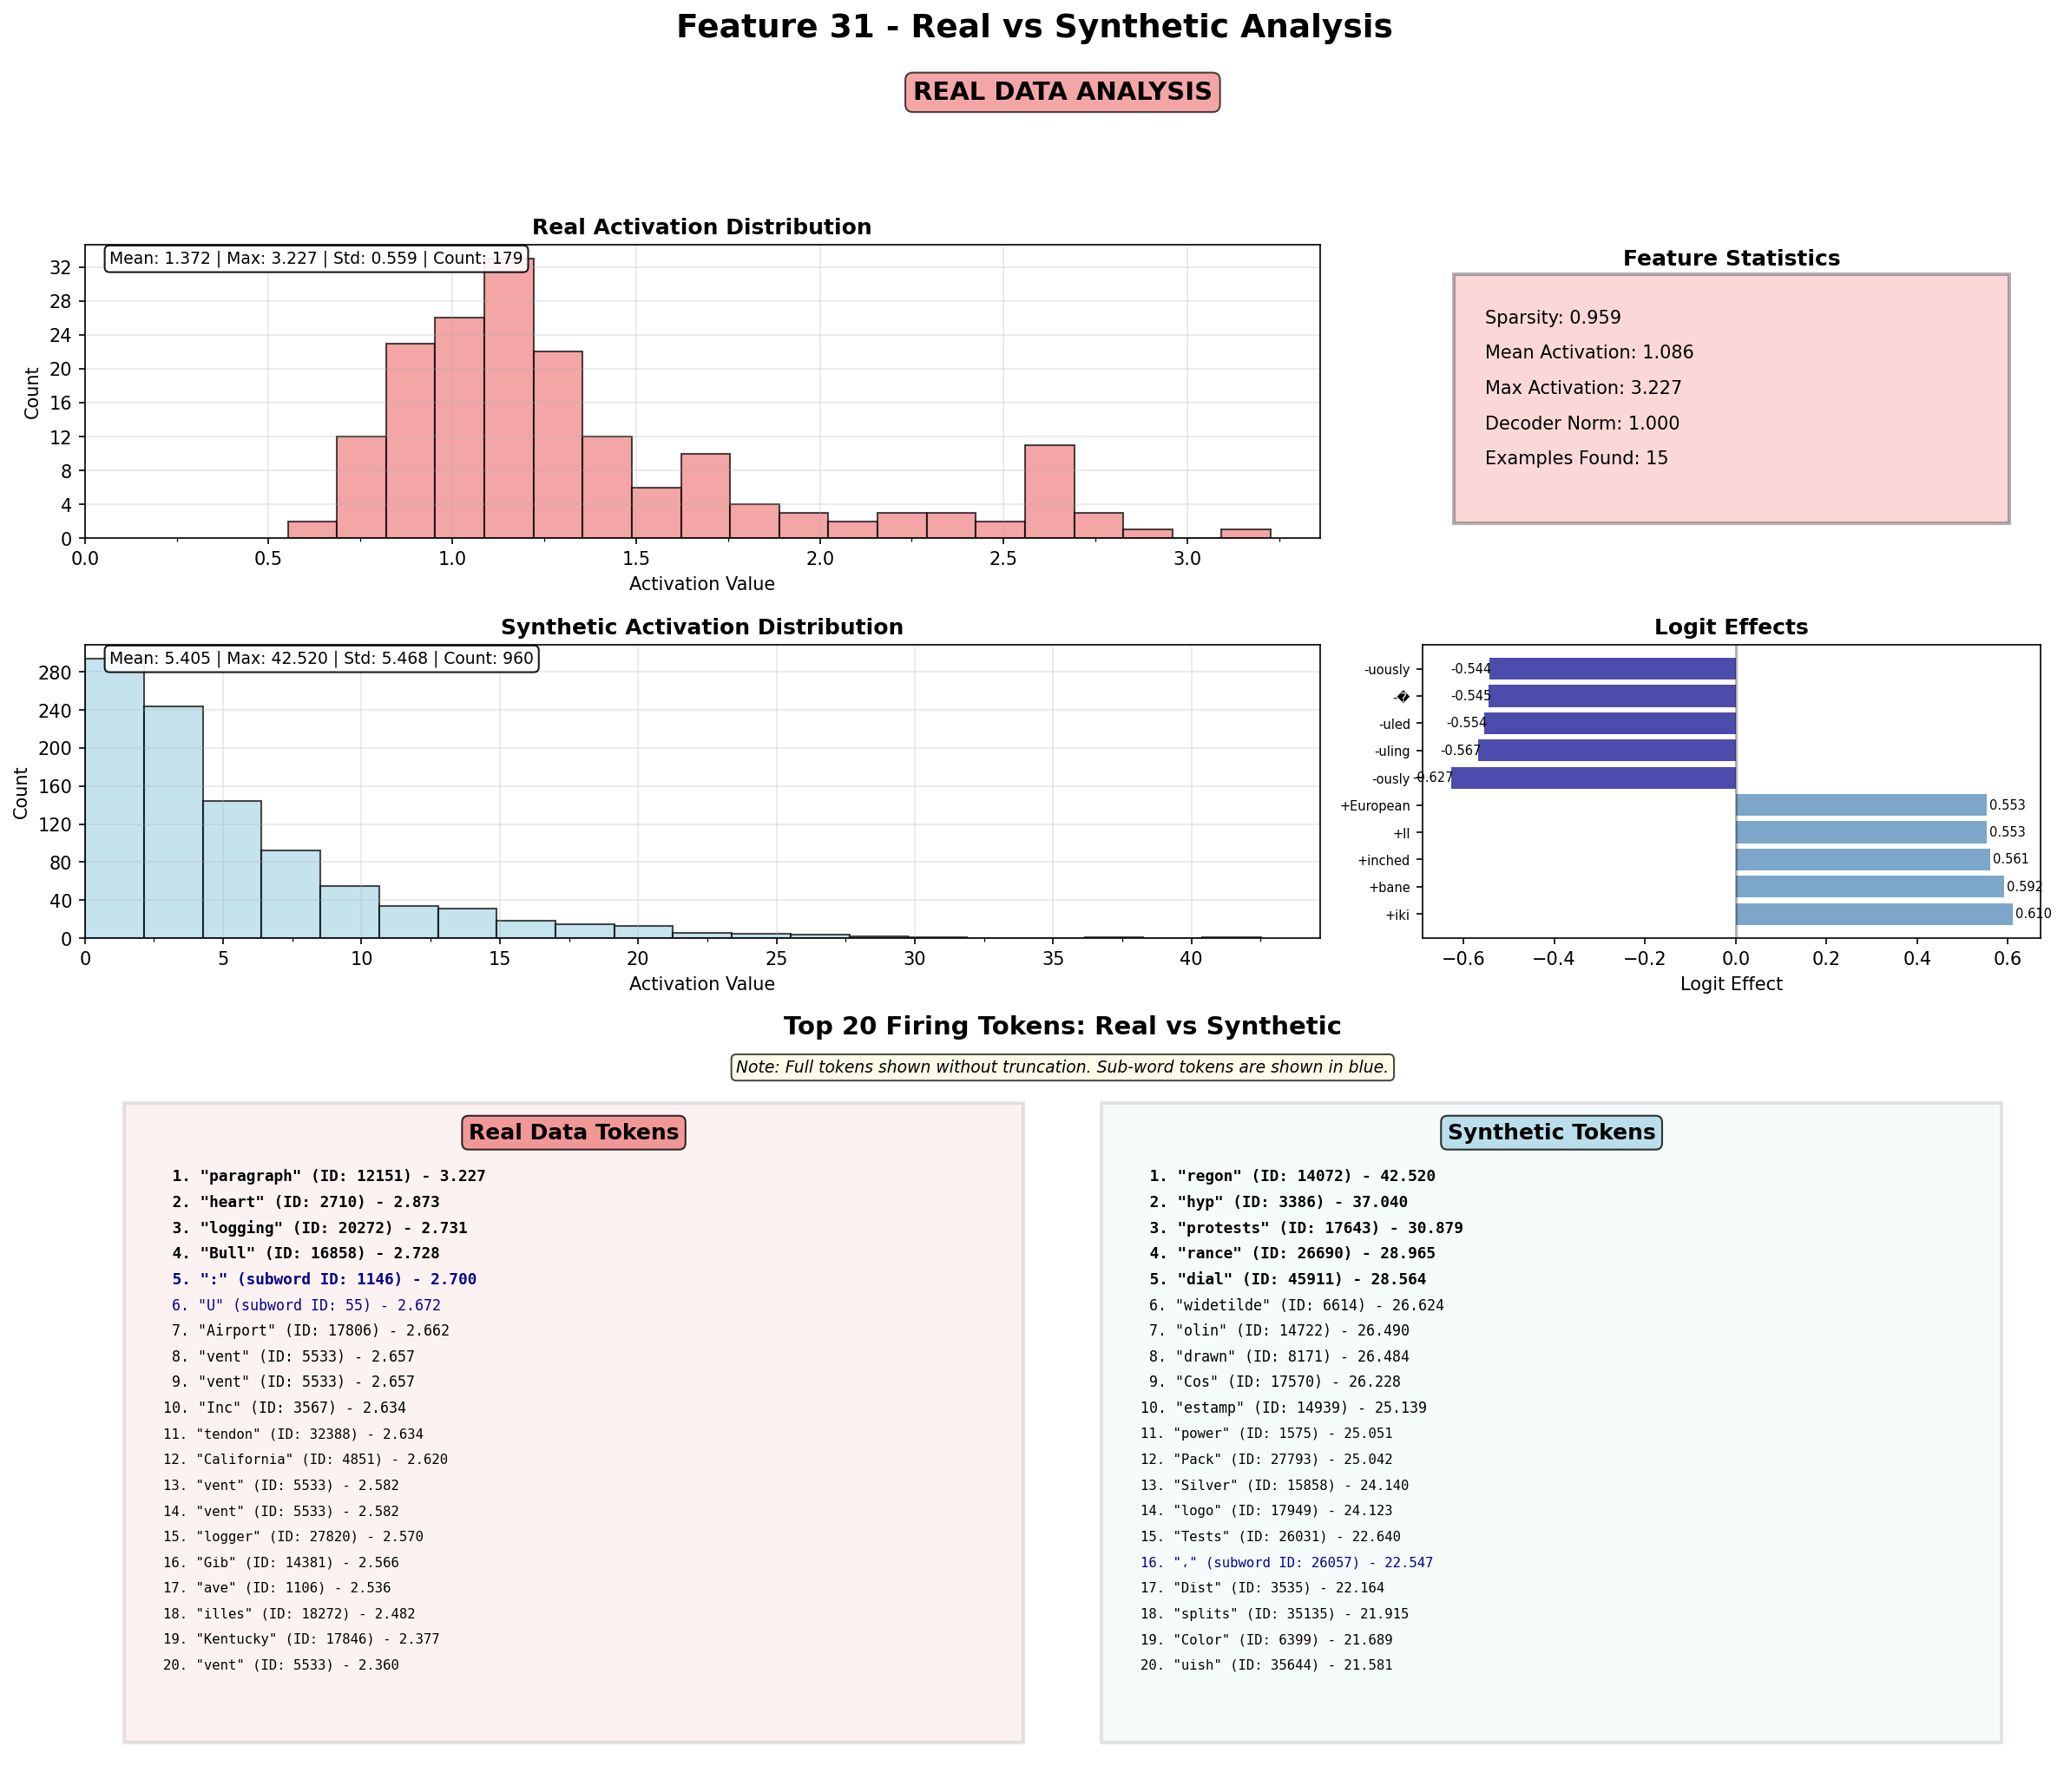 Feature 31 - Real vs Synthetic Analysis
REAL DATA ANALYSIS
Real Activation Distribution
Mean: 1.372 | Max: 3.227 | Std: 0.559 | Count: 179
Count
32
28
24
20
16
12
8
4
0
0.0 0.5 1.0 1.5 2.0 2.5 3.0
Activation Value
Feature Statistics
Sparsity: 0.959
Mean Activation: 1.086
Max Activation: 3.227
Decoder Norm: 1.000
Examples Found: 15
Synthetic Activation Distribution
Mean: 5.405 | Max: 42.520 | Std: 5.468 | Count: 960
Count
280
240
200
160
120
80
40
0
0 5 10 15 20 25 30 35 40
Activation Value
Logit Effects
-uously -0.544
-� -0.545
-uled -0.554
-uling -0.567
-ously -0.627
+European 0.553
+II 0.553
+inched 0.561
+bane 0.592
+iki 0.610
−0.6 −0.4 −0.2 0.0 0.2 0.4 0.6
Logit Effect
Top 20 Firing Tokens: Real vs Synthetic
Note: Full tokens shown without truncation. Sub-word tokens are shown in blue.
Real Data Tokens
1. "paragraph" (ID: 12151) - 3.227
2. "heart" (ID: 2710) - 2.873
3. "logging" (ID: 20272) - 2.731
4. "Bull" (ID: 16858) - 2.728
5. ":" (subword ID: 1146) - 2.700
6. "U" (subword ID: 55) - 2.672
7. "Airport" (ID: 17806) - 2.662
8. "vent" (ID: 5533) - 2.657
9. "vent" (ID: 5533) - 2.657
10. "Inc" (ID: 3567) - 2.634
11. "tendon" (ID: 32388) - 2.634
12. "California" (ID: 4851) - 2.620
13. "vent" (ID: 5533) - 2.582
14. "vent" (ID: 5533) - 2.582
15. "logger" (ID: 27820) - 2.570
16. "Gib" (ID: 14381) - 2.566
17. "ave" (ID: 1106) - 2.536
18. "illes" (ID: 18272) - 2.482
19. "Kentucky" (ID: 17846) - 2.377
20. "vent" (ID: 5533) - 2.360
Synthetic Tokens
1. "regon" (ID: 14072) - 42.520
2. "hyp" (ID: 3386) - 37.040
3. "protests" (ID: 17643) - 30.879
4. "rance" (ID: 26690) - 28.965
5. "dial" (ID: 45911) - 28.564
6. "widetilde" (ID: 6614) - 26.624
7. "olin" (ID: 14722) - 26.490
8. "drawn" (ID: 8171) - 26.484
9. "Cos" (ID: 17570) - 26.228
10. "estamp" (ID: 14939) - 25.139
11. "power" (ID: 1575) - 25.051
12. "Pack" (ID: 27793) - 25.042
13. "Silver" (ID: 15858) - 24.140
14. "logo" (ID: 17949) - 24.123
15. "Tests" (ID: 26031) - 22.640
16. "،" (subword ID: 26057) - 22.547
17. "Dist" (ID: 3535) - 22.164
18. "splits" (ID: 35135) - 21.915
19. "Color" (ID: 6399) - 21.689
20. "uish" (ID: 35644) - 21.581